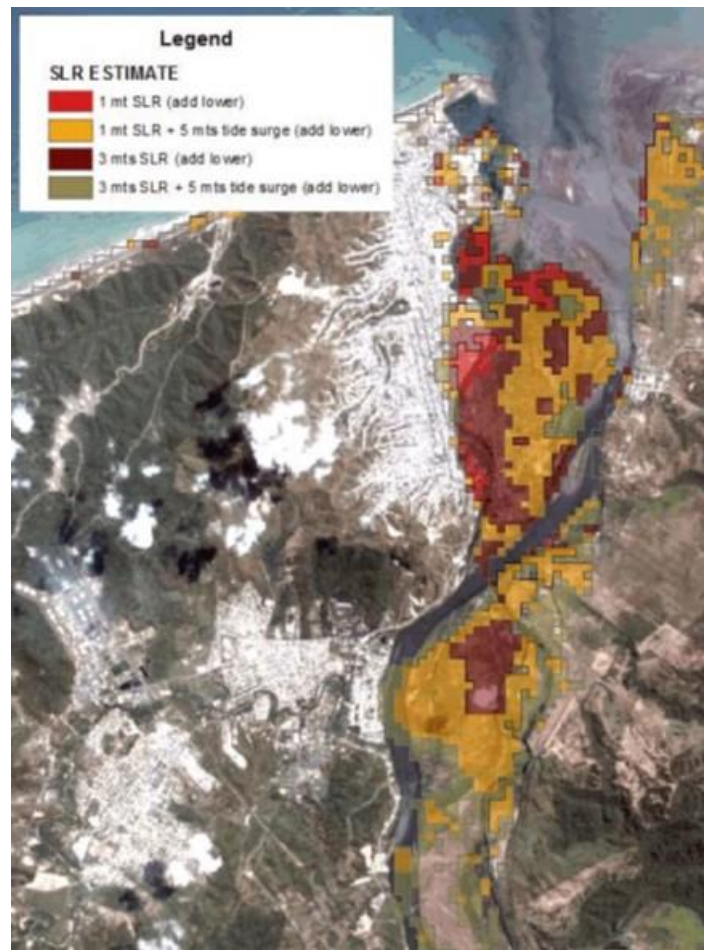 Legend
SLR ESTIMATE
1 mt SLR (add lower)
1 mt SLR + 5 mts tide surge (add lower)
3 mts SLR (add lower)
3 mts SLR + 5 mts tide surge (add lower)